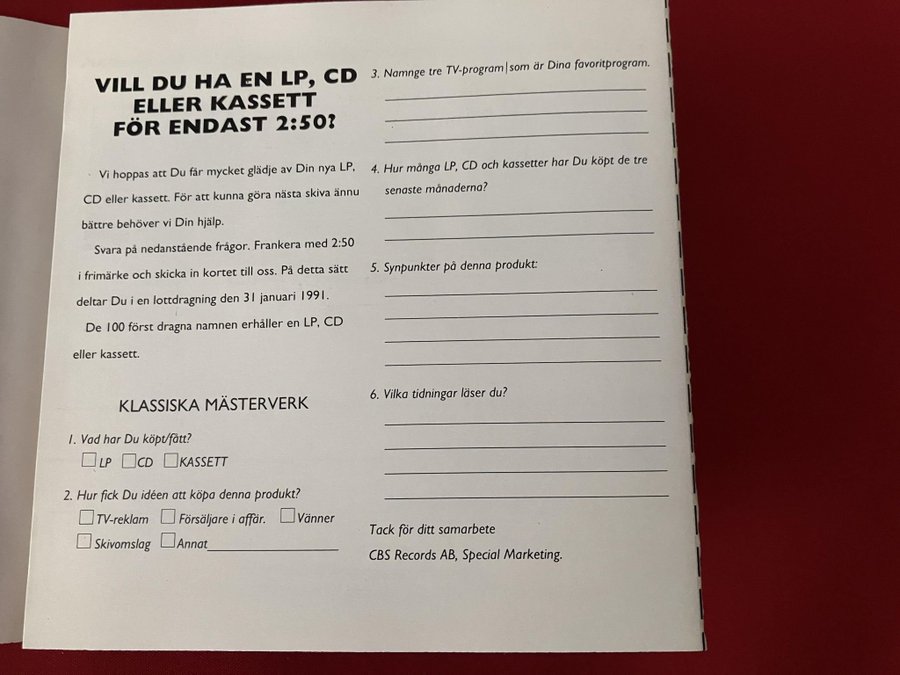 VILL DU HA EN LP, CD
ELLER KASSETT
FÖR ENDAST 2:50?
Vi hoppas att Du får mycket glädje av Din nya LP,
CD eller kassett. För att kunna göra nästa skiva ännu
bättre behöver vi Din hjälp.
Svara på nedanstående frågor. Frankera med 2:50
i frimärke och skicka in kortet till oss. På detta sätt
deltar Du i en lottdragning den 31 januari 1991.
De 100 först dragna namnen erhåller en LP, CD
eller kassett.
KLASSISKA MÄSTERVERK
1. Vad har Du köpt/fått?
LP CD KASSETT
2. Hur fick Du idéen att köpa denna produkt?
TV-reklam Försäljare i affär. Vänner
Skivomslag Annat
3. Namnge tre TV-program som är Dina favoritprogram.
4. Hur många LP, CD och kassetter har Du köpt de tre
senaste månaderna?
5. Synpunkter på denna produkt:
6. Vilka tidningar läser du?
Tack för ditt samarbete
CBS Records AB, Special Marketing.